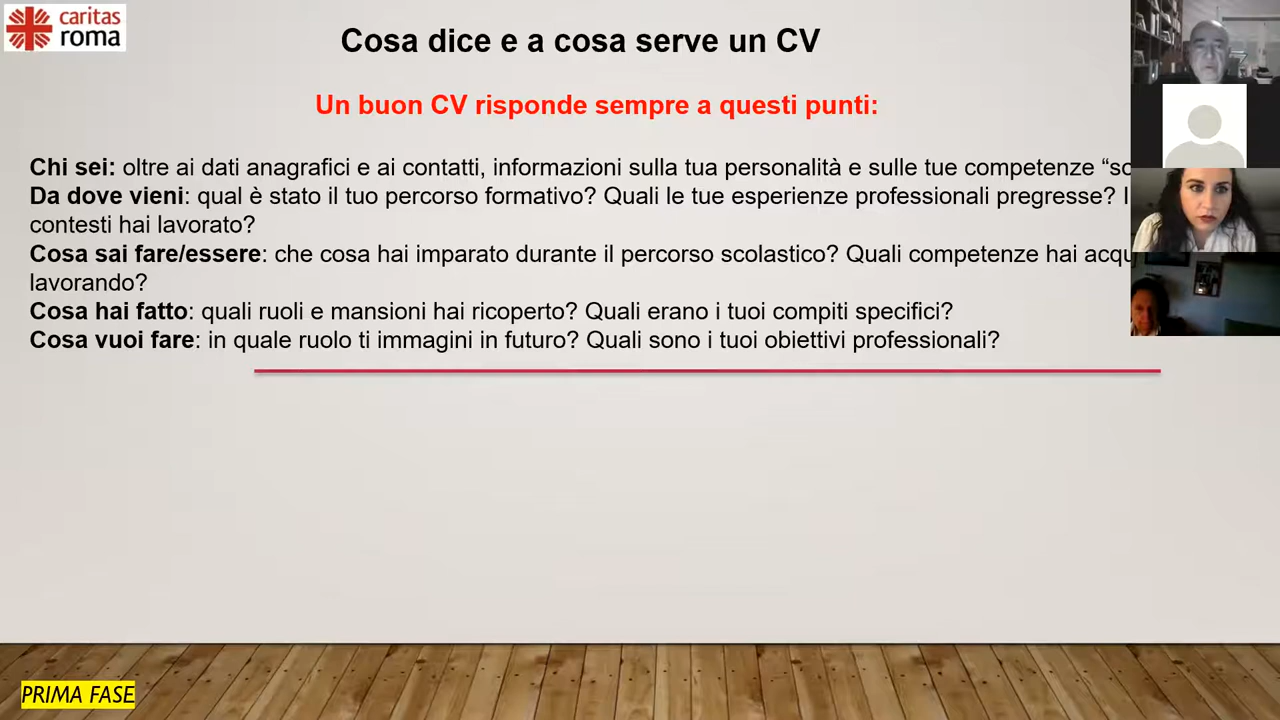 caritas
roma
Cosa dice e a cosa serve un CV
Un buon CV risponde sempre a questi punti:
Chi sei: oltre ai dati anagrafici e ai contatti, informazioni sulla tua personalità e sulle tue competenze
Da dove vieni: qual è stato il tuo percorso formativo? Quali le tue esperienze professionali pregresse?
contesti hai lavorato?
Cosa sai fare/essere: che cosa hai imparato durante il percorso scolastico? Quali competenze hai
lavorando?
Cosa hai fatto: quali ruoli e mansioni hai ricoperto? Quali erano i tuoi compiti specifici?
Cosa vuoi fare: in quale ruolo ti immagini in futuro? Quali sono i tuoi obiettivi professionali?
PRIMA FASE